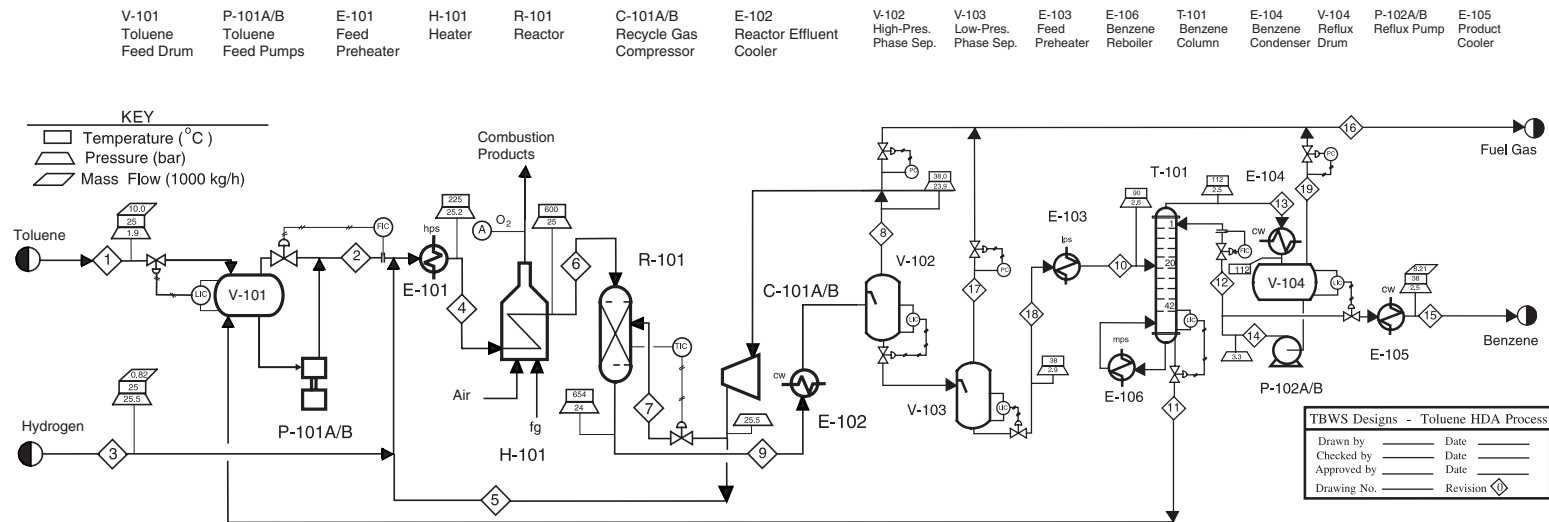 V-101 P-101A/B E-101 H-101 R-101 C-101A/B E-102 V-102 V-103 E-103 E-106 T-101 E-104 V-104 P-102A/B E-105
Toluene Toluene Feed Heater Reactor Recycle Gas Reactor Effluent High-Pres. Low-Pres. Feed Benzene Benzene Benzene Reflux Reflux Pump Product
Feed Drum Feed Pumps Preheater Compressor Cooler Phase Sep. Phase Sep. Preheater Reboiler Column Condenser Drum Cooler
KEY
Temperature (°C)
Pressure (bar)
Mass Flow (1000 kg/h)
Combustion
Products
16
Fuel Gas
Toluene
1
10.0
25
1.9
LIC
V-101
FIC
2
P-101A/B
Hydrogen
3
0.82
25
25.5
225
25.2
hps
E-101
4
A
O2
600
25
6
Air
fg
H-101
R-101
TIC
654
24
7
5
C-101A/B
25.5
9
cw
E-102
PC
38.0
23.9
8
V-102
LIC
17
PC
V-103
LIC
18
38
2.9
E-103
lps
90
2.6
10
T-101
1
20
42
LIC
mps
E-106
11
112
2.5
E-104
13
cw
112
V-104
LIC
PC
19
FIC
12
14
3.3
P-102A/B
cw
E-105
8.21
38
2.5
15
Benzene
TBWS Designs - Toluene HDA Process
Drawn by Date
Checked by Date
Approved by Date
Drawing No. Revision 0